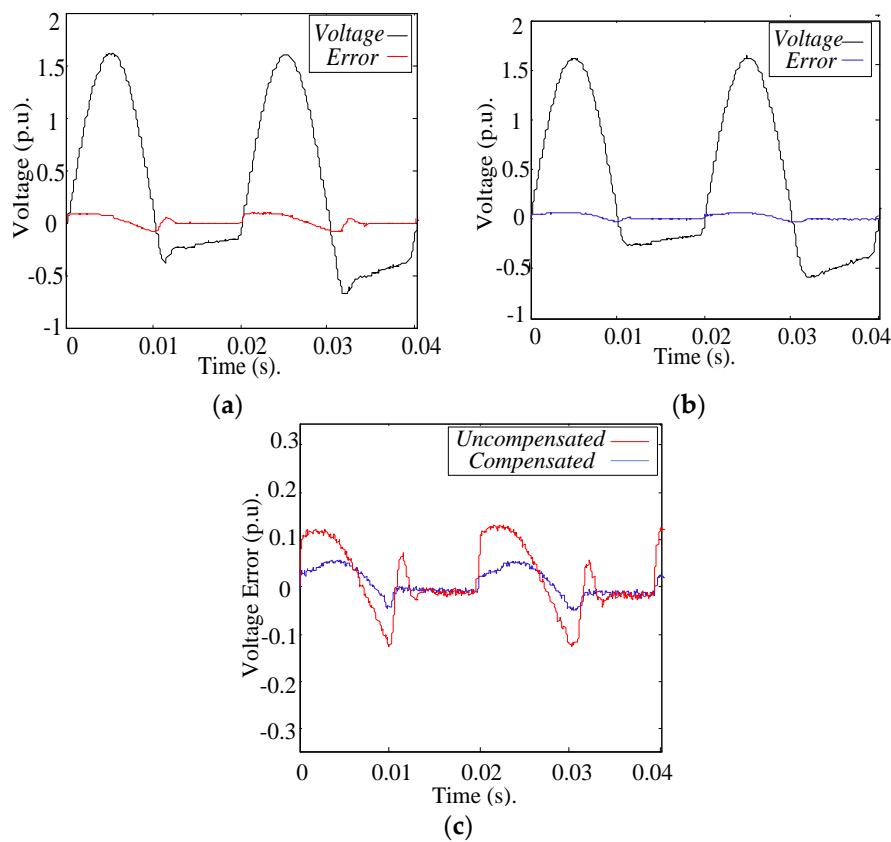 2
1.5
1
0.5
0
-0.5
-1
Voltage (p.u).
Voltage
Error
0 0.01 0.02 0.03 0.04
Time (s).
(a)
2
1.5
1
0.5
0
-0.5
-1
Voltage (p.u).
Voltage
Error
0 0.01 0.02 0.03 0.04
Time (s).
(b)
0.3
0.2
0.1
0
-0.1
-0.2
-0.3
Voltage Error (p.u).
Uncompensated
Compensated
0 0.01 0.02 0.03 0.04
Time (s).
(c)